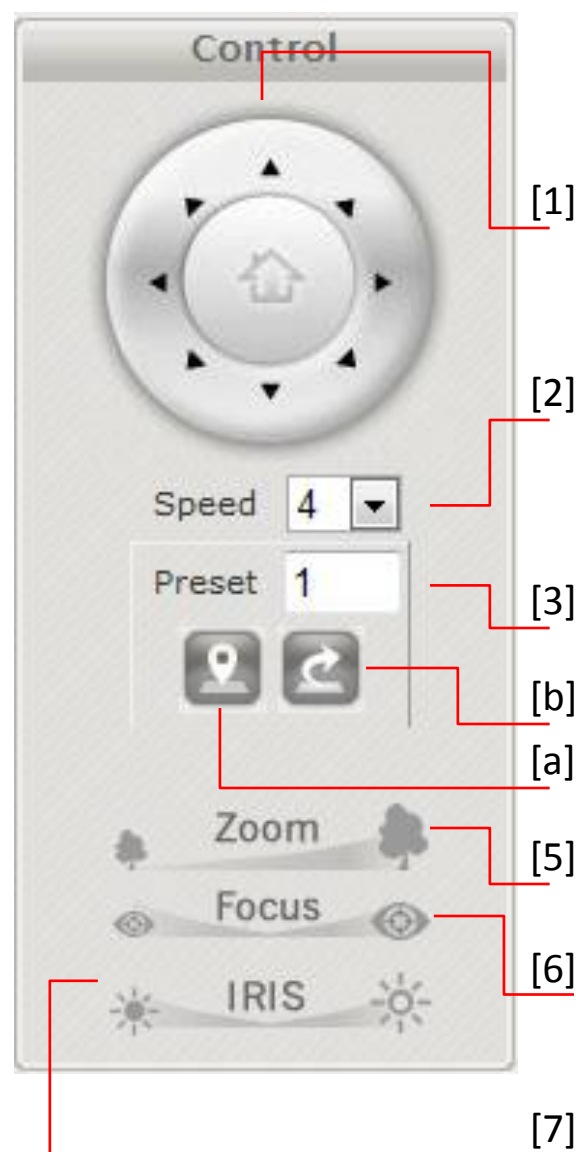 Control
[1]
[2]
Speed 4
[3]
Preset 1
[b]
[a]
Zoom
[5]
Focus
[6]
IRIS
[7]